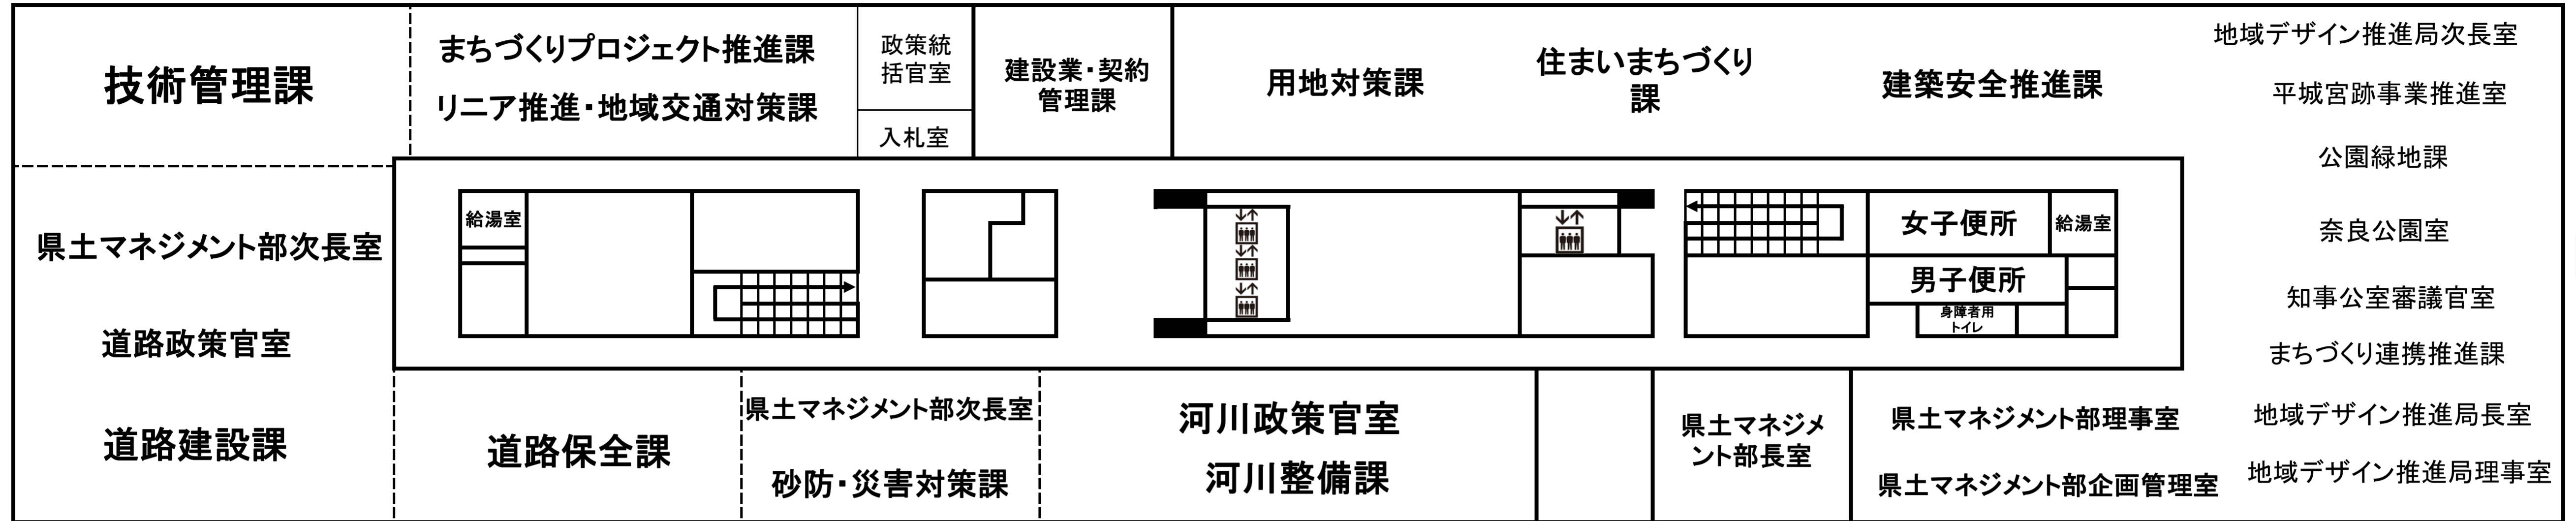 技術管理課
まちづくりプロジェクト推進課
リニア推進・地域交通対策課
政策統
括官室
入札室
建設業・契約
管理課
用地対策課
住まいまちづくり
課
建築安全推進課
地域デザイン推進局次長室
平城宮跡事業推進室
公園緑地課
奈良公園室
知事公室審議官室
まちづくり連携推進課
地域デザイン推進局長室
地域デザイン推進局理事室
県土マネジメント部次長室
道路政策官室
道路建設課
給湯室
女子便所
給湯室
男子便所
身障者用
トイレ
道路保全課
県土マネジメント部次長室
砂防・災害対策課
河川政策官室
河川整備課
県土マネジメ
ント部長室
県土マネジメント部理事室
県土マネジメント部企画管理室